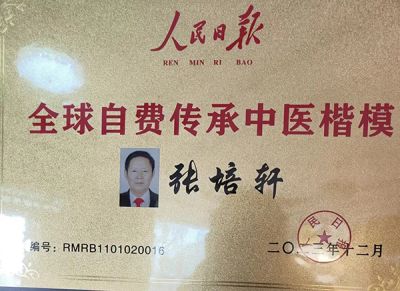 人民日报
REN MIN RI BAO
全球自费传承中医楷模
张培轩
编号:RMRB1101020016
二〇二三年十二月